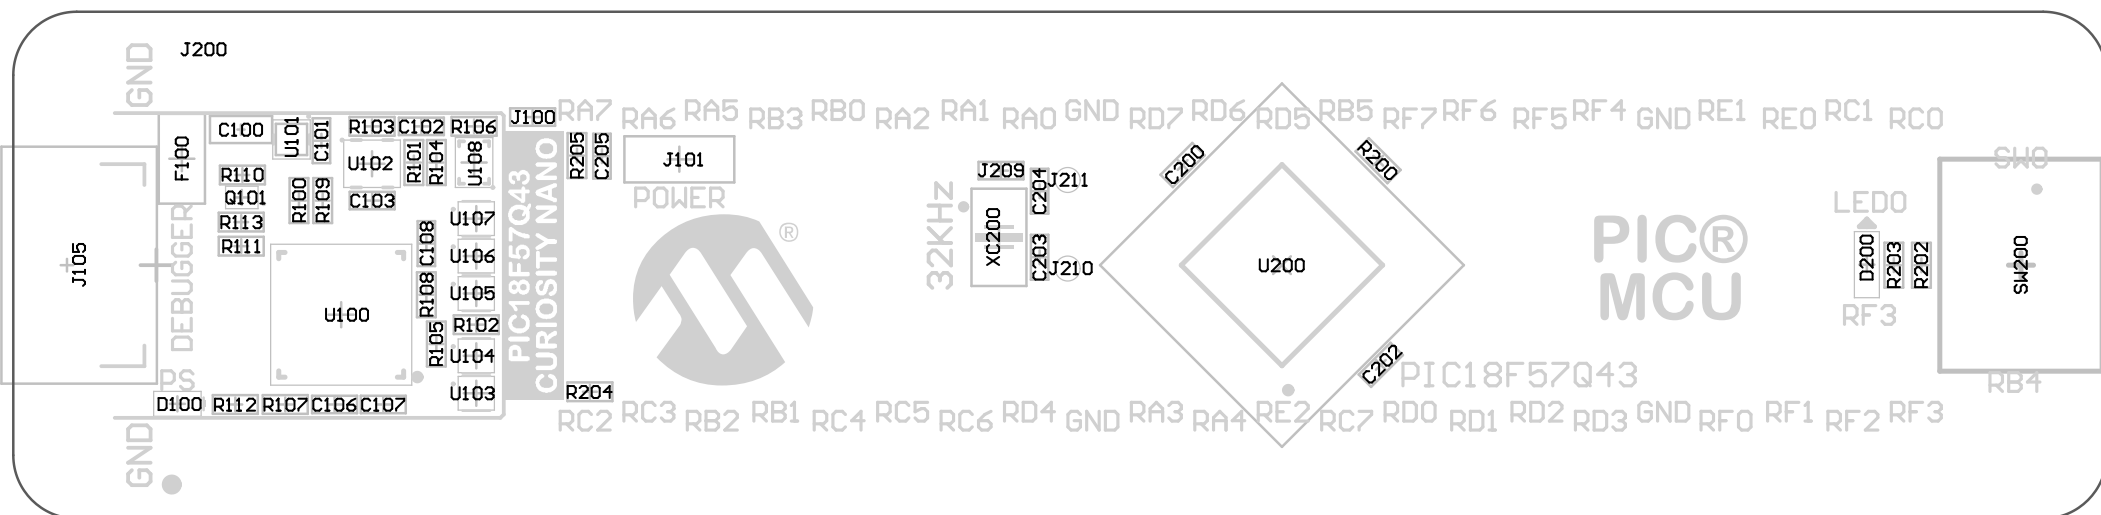 GND
J200
J100
RA7 RA6 RA5 RB3 RB0 RA2 RA1 RA0 GND RD7 RD6 RD5 RB5 RF7 RF6 RF5 RF4 GND RE1 RE0 RC1 RC0
C100
U101
C101
R103
C102
R106
F100
U102
R101
R104
U108
R205
C205
J101
POWER
R110
Q101
R113
R111
R100
R109
C103
C108
U107
U106
U105
R108
R102
R105
U104
U103
U100
J105
DEBUGGER
PS
D100
R112
R107
C106
C107
GND
PIC18F57Q43
CURIOSITY NANO
R204
®
32KHz
J209
XC200
C204
J211
C203
J210
C200
R200
U200
C202
PIC18F57Q43
PIC®
MCU
LED0
D200
R203
R202
RF3
SW0
SW200
RB4
RC2 RC3 RB2 RB1 RC4 RC5 RC6 RD4 GND RA3 RA4 RE2 RC7 RD0 RD1 RD2 RD3 GND RF0 RF1 RF2 RF3